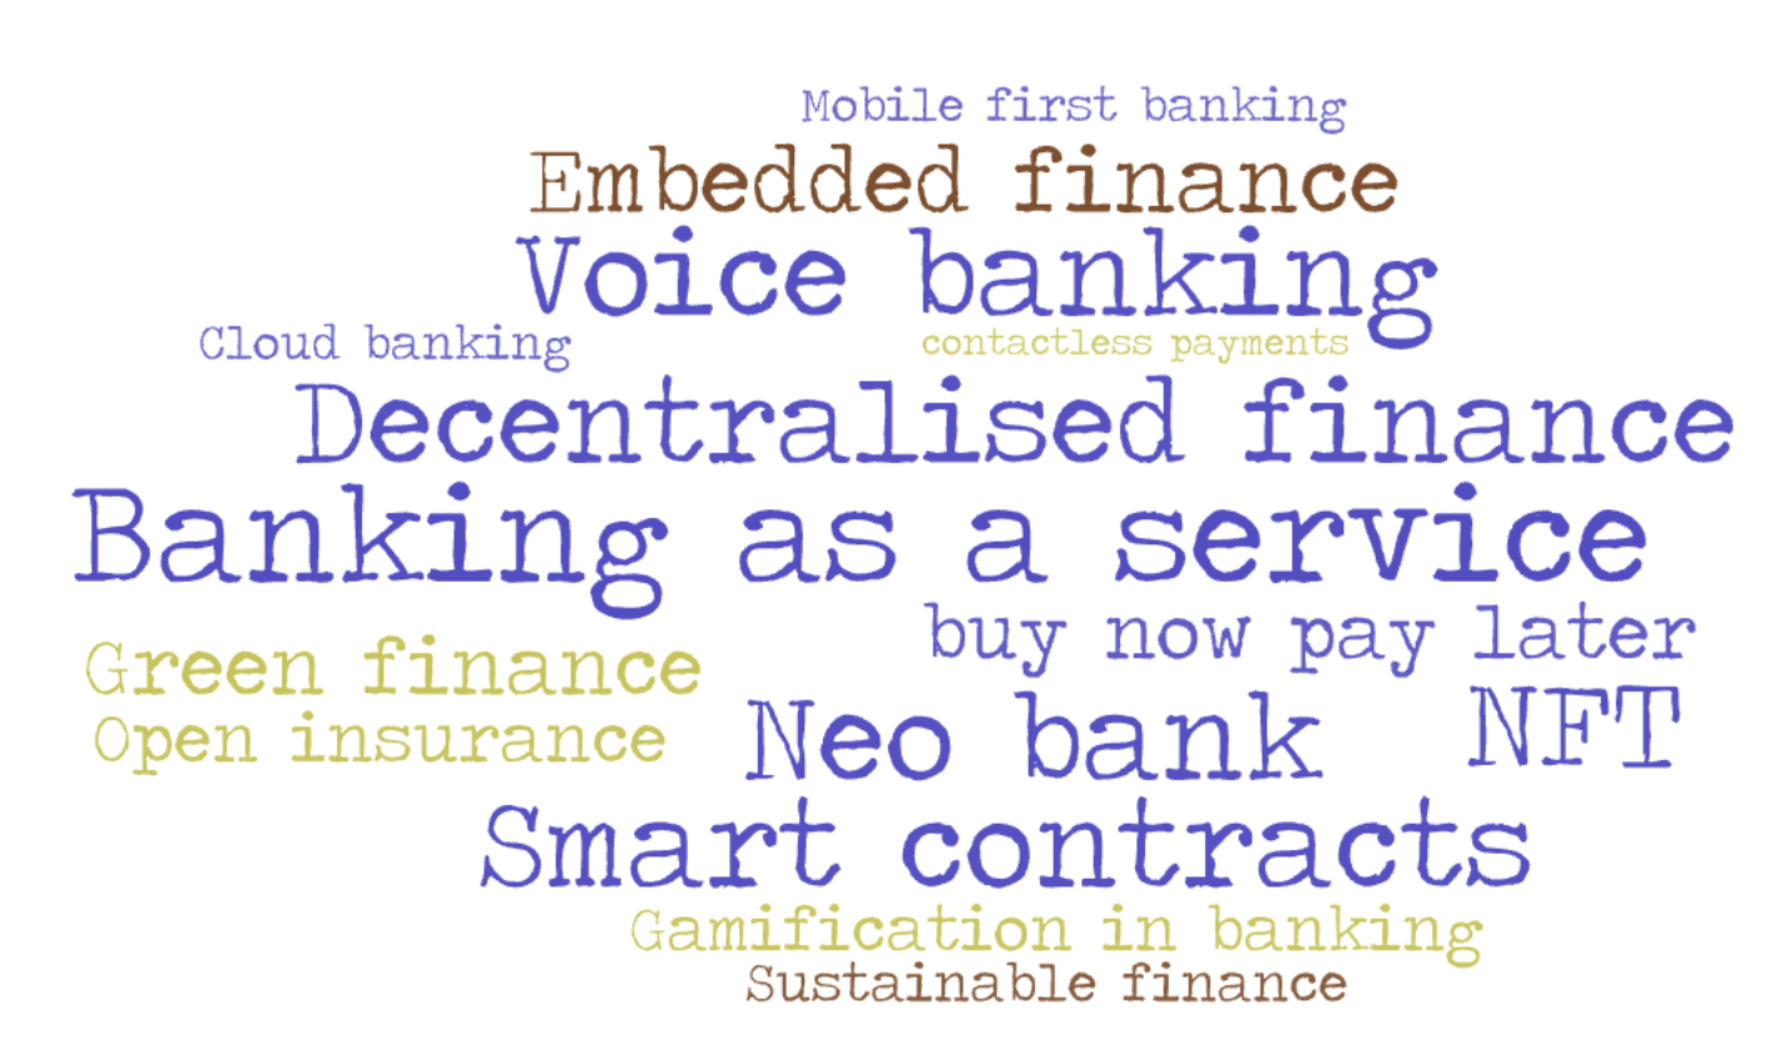 Mobile first banking
Embedded finance
Voice banking
Cloud banking
contactless payments
Decentralised finance
Banking as a service
buy now pay later
Green finance
Open insurance
Neo bank
NFT
Smart contracts
Gamification in banking
Sustainable finance